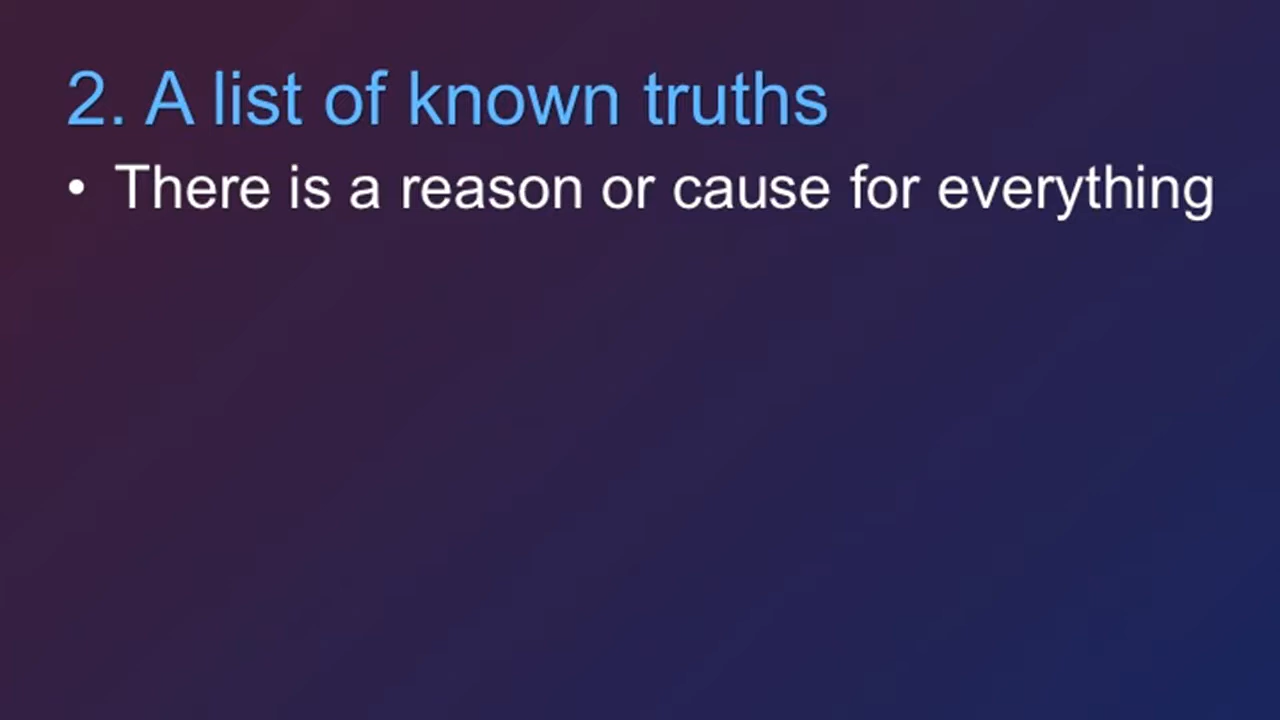 2. A list of known truths
• There is a reason or cause for everything